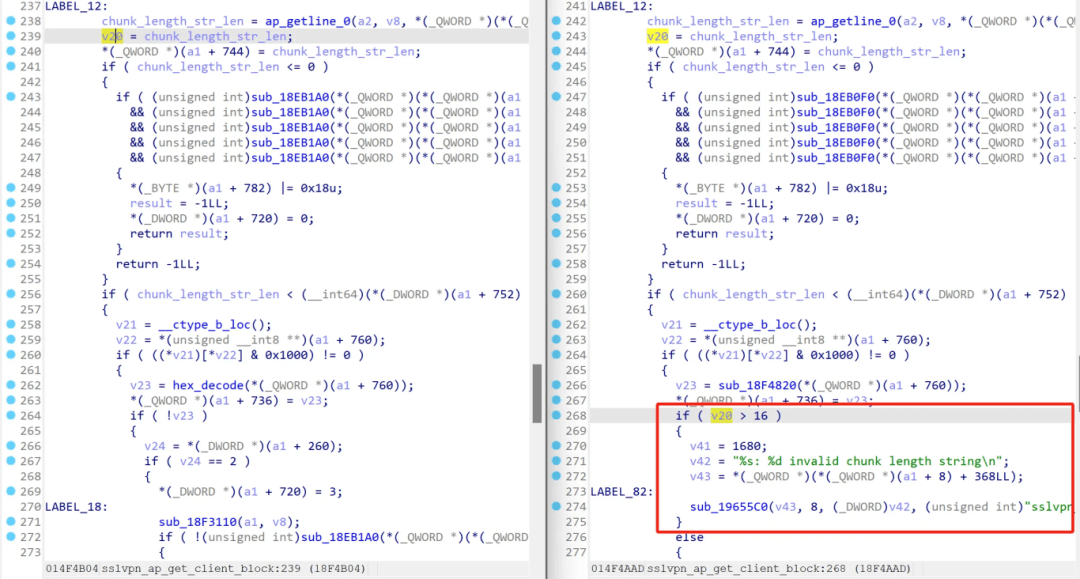 237 LABEL_12:
238 chunk_length_str_len = ap_getline_0(a2, v8, *(_QWORD *)(*(_Q
239 v20 = chunk_length_str_len;
240 *(_QWORD *)(a1 + 744) = chunk_length_str_len;
241 if ( chunk_length_str_len <= 0 )
242 {
243 if ( (unsigned int)sub_18EB1A0(*(_QWORD *)(*(_QWORD *)(a1
244 && (unsigned int)sub_18EB1A0(*(_QWORD *)(*(_QWORD *)(a1
245 && (unsigned int)sub_18EB1A0(*(_QWORD *)(*(_QWORD *)(a1
246 && (unsigned int)sub_18EB1A0(*(_QWORD *)(*(_QWORD *)(a1
247 && (unsigned int)sub_18EB1A0(*(_QWORD *)(*(_QWORD *)(a1
248 {
249 *(_BYTE *)(a1 + 782) |= 0x18u;
250 result = -1LL;
251 *(_DWORD *)(a1 + 720) = 0;
252 return result;
253 }
254 return -1LL;
255 }
256 if ( chunk_length_str_len < (__int64)(*(_DWORD *)(a1 + 752)
257 {
258 v21 = __ctype_b_loc();
259 v22 = *(unsigned __int8 **)(a1 + 760);
260 if ( ((*v21)[*v22] & 0x1000) != 0 )
261 {
262 v23 = hex_decode(*(_QWORD *)(a1 + 760));
263 *(_QWORD *)(a1 + 736) = v23;
264 if ( !v23 )
265 {
266 v24 = *(_DWORD *)(a1 + 260);
267 if ( v24 == 2 )
268 {
269 *(_DWORD *)(a1 + 720) = 3;
270 LABEL_18:
271 sub_18F3110(a1, v8);
272 if ( !(unsigned int)sub_18EB1A0(*(_QWORD *)(*(_QWORD
273 {
014F4B04 sslvpn_ap_get_client_block:239 (18F4B04)
241 LABEL_12:
242 chunk_length_str_len = ap_getline_0(a2, v8, *(_QWORD *)(*(_Q
243 v20 = chunk_length_str_len;
244 *(_QWORD *)(a1 + 744) = chunk_length_str_len;
245 if ( chunk_length_str_len <= 0 )
246 {
247 if ( (unsigned int)sub_18EB0F0(*(_QWORD *)(*(_QWORD *)(a1
248 && (unsigned int)sub_18EB0F0(*(_QWORD *)(*(_QWORD *)(a1
249 && (unsigned int)sub_18EB0F0(*(_QWORD *)(*(_QWORD *)(a1
250 && (unsigned int)sub_18EB0F0(*(_QWORD *)(*(_QWORD *)(a1
251 && (unsigned int)sub_18EB0F0(*(_QWORD *)(*(_QWORD *)(a1
252 {
253 *(_BYTE *)(a1 + 782) |= 0x18u;
254 result = -1LL;
255 *(_DWORD *)(a1 + 720) = 0;
256 return result;
257 }
258 return -1LL;
259 }
260 if ( chunk_length_str_len < (__int64)(*(_DWORD *)(a1 + 752)
261 {
262 v21 = __ctype_b_loc();
263 v22 = *(unsigned __int8 **)(a1 + 760);
264 if ( ((*v21)[*v22] & 0x1000) != 0 )
265 {
266 v23 = sub_18F4820(*(_QWORD *)(a1 + 760));
267 *(_QWORD *)(a1 + 736) = v23;
268 if ( v20 > 16 )
269 {
270 v41 = 1680;
271 v42 = "%s: %d invalid chunk length string\n";
272 v43 = *(_QWORD *)(*(_QWORD *)(a1 + 8) + 368LL);
273 LABEL_82:
274 sub_19655C0(v43, 8, (_DWORD)v42, (unsigned int)"sslvpn
275 }
276 else
277 {
014F4AAD sslvpn_ap_get_client_block:268 (18F4AAD)